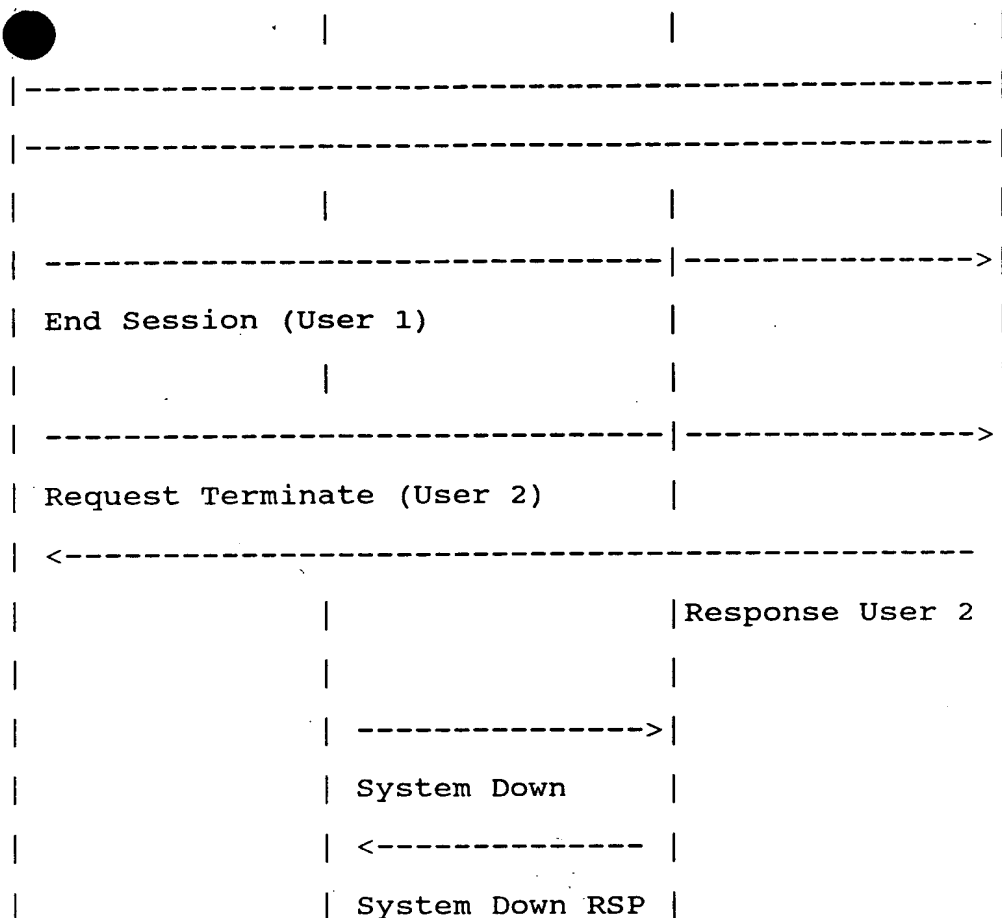 End Session (User 1)
Request Terminate (User 2)
Response User 2
System Down
System Down RSP